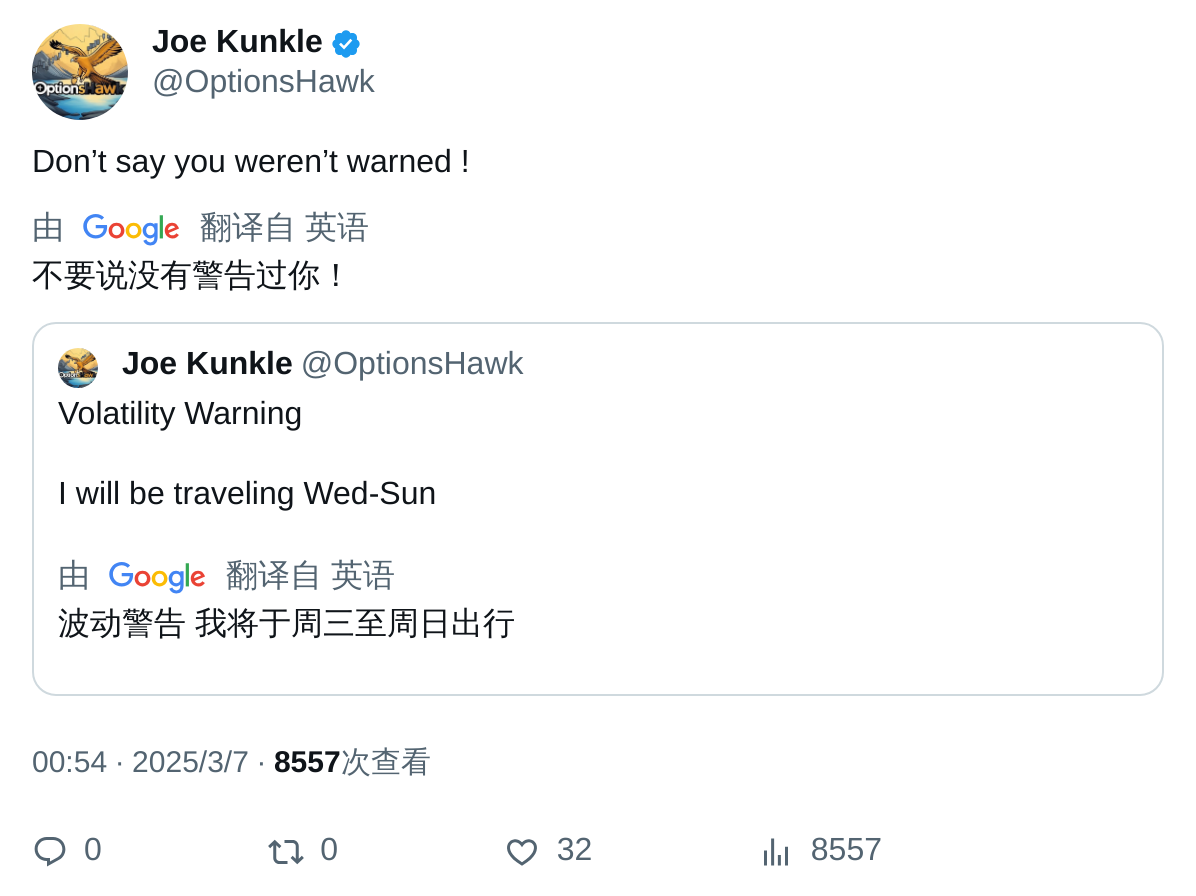 Joe Kunkle
@OptionsHawk
OptionsHawk
Don’t say you weren’t warned !
由 Google 翻译自 英语
不要说没有警告过你！
Joe Kunkle @OptionsHawk
Volatility Warning
I will be traveling Wed-Sun
由 Google 翻译自 英语
波动警告 我将于周三至周日出行
00:54 · 2025/3/7 · 8557次查看
0 0 32 8557